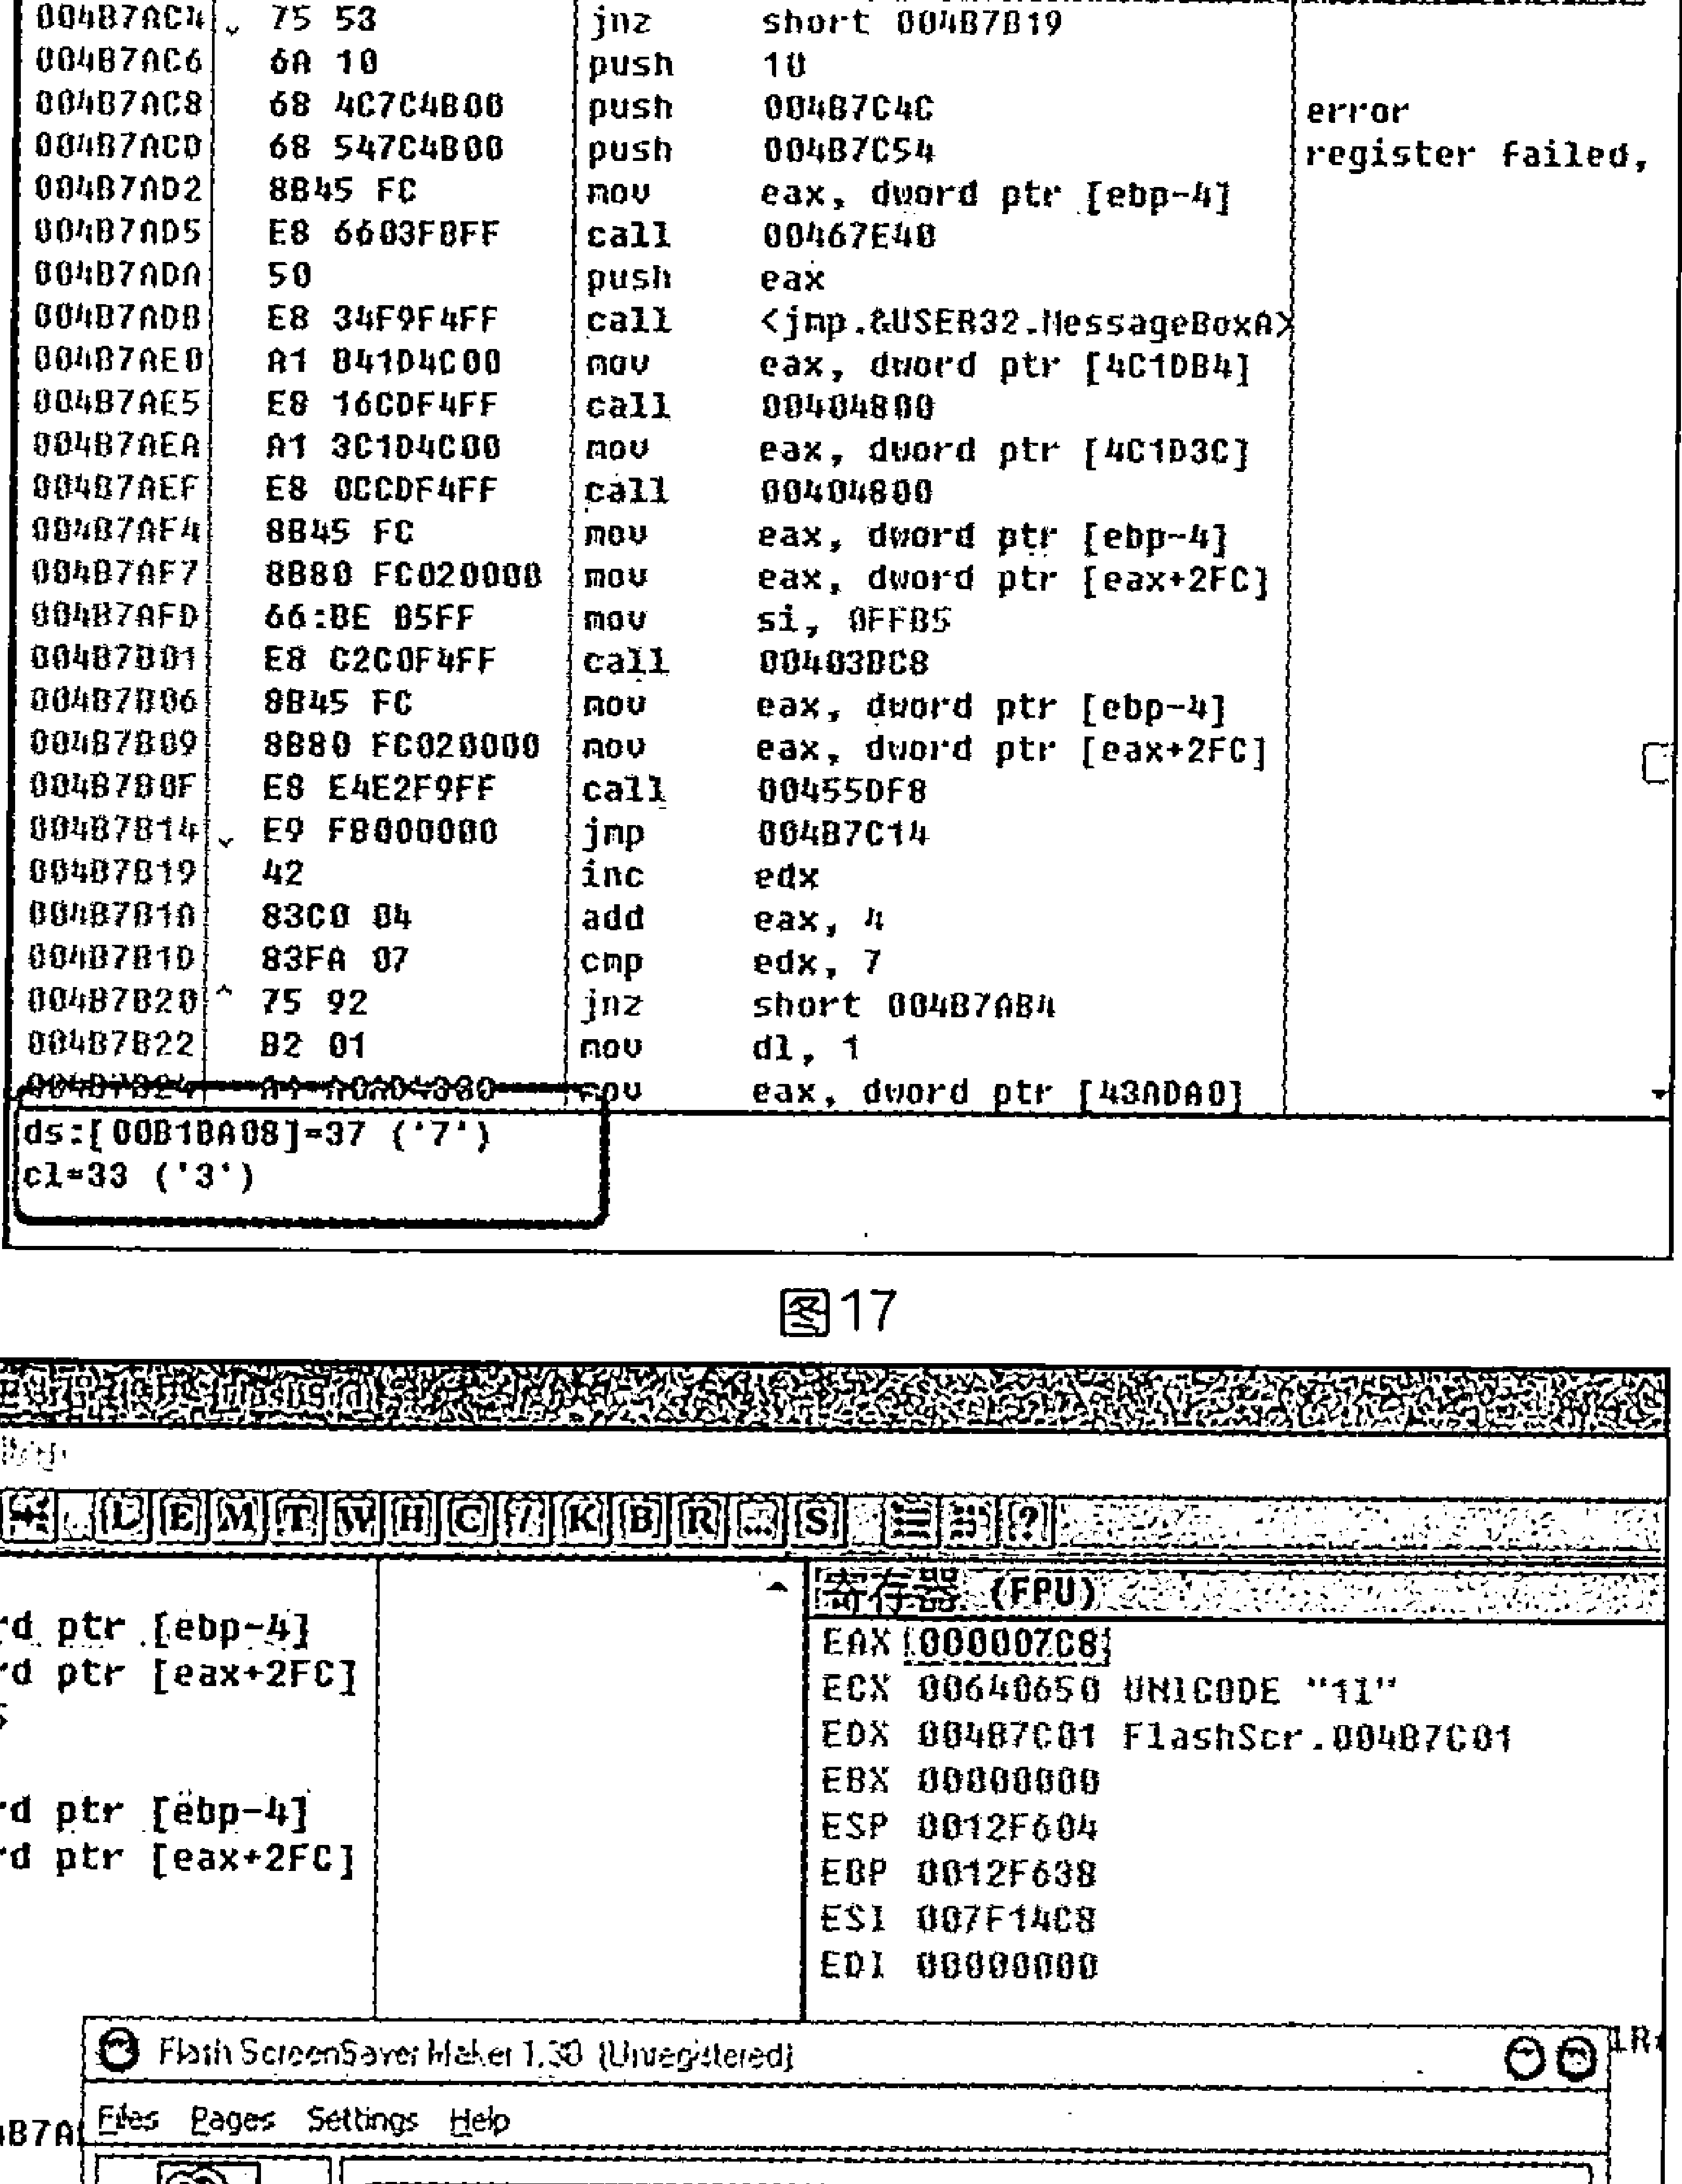 004B7AC4 75 53 jnz short 004B7B19
004B7AC6 6A 10 push 10
004B7AC8 68 4C7C4B00 push 004B7C4C error
004B7ACD 68 547C4B00 push 004B7C54 register failed,
004B7AD2 8B45 FC mov eax, dword ptr [ebp-4]
004B7AD5 E8 6603FBFF call 00467E40
004B7ADA 50 push eax
004B7ADB E8 34F9F4FF call <jmp.&USER32.MessageBoxA>
004B7AE0 A1 B41D4C00 mov eax, dword ptr [4C1DB4]
004B7AE5 E8 16CDF4FF call 00404800
004B7AEA A1 3C1D4C00 mov eax, dword ptr [4C1D3C]
004B7AEF E8 0CCDF4FF call 00404800
004B7AF4 8B45 FC mov eax, dword ptr [ebp-4]
004B7AF7 8B80 FC020000 mov eax, dword ptr [eax+2FC]
004B7AFD 66:BE B5FF mov si, 0FFB5
004B7B01 E8 C2C0F4FF call 00403BC8
004B7B06 8B45 FC mov eax, dword ptr [ebp-4]
004B7B09 8B80 FC020000 mov eax, dword ptr [eax+2FC]
004B7B0F E8 E4E2F9FF call 00455DF8
004B7B14 E9 FB000000 jmp 004B7C14
004B7B19 42 inc edx
004B7B1A 83C0 04 add eax, 4
004B7B1D 83FA 07 cmp edx, 7
004B7B20 ^ 75 92 jnz short 004B7AB4
004B7B22 B2 01 mov dl, 1
004B7B24 A1 A0AD4300 mov eax, dword ptr [43ADA0]
ds:[00B1BA08]=37 ('7')
cl=33 ('3')
图17
L E M T W H C / K B R ... S ?
寄存器 (FPU)
rd ptr [ebp-4]
rd ptr [eax+2FC]
5
rd ptr [ebp-4]
rd ptr [eax+2FC]
EAX 000007C8
ECX 00640650 UNICODE "11"
EDX 004B7C01 FlashScr.004B7C01
EBX 00000000
ESP 0012F604
EBP 0012F638
ESI 007F14C8
EDI 00000000
Flash ScreenSaver Maker 1.30 (Unregistered)
Files Pages Settings Help
4B7A